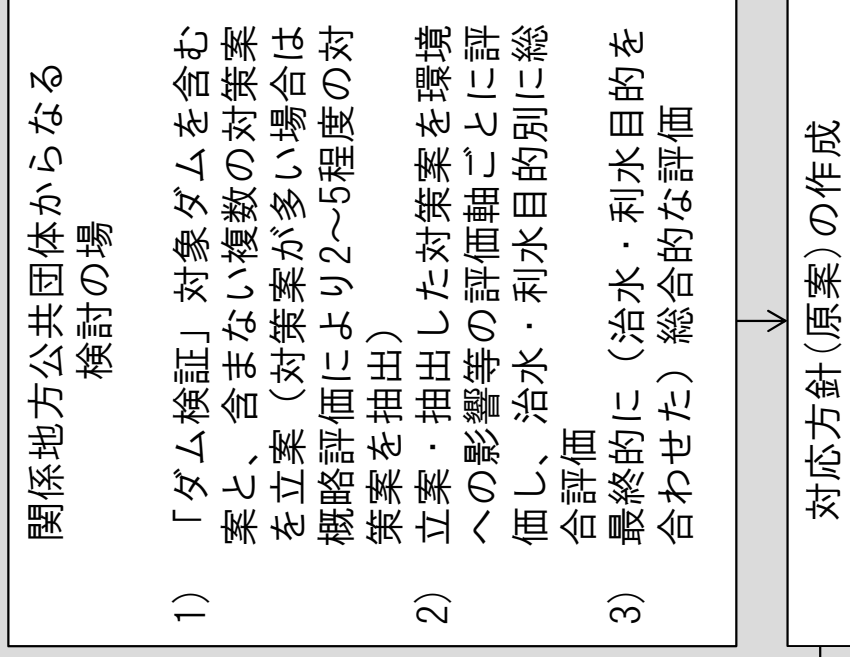 関係地方公共団体からなる
検討の場
1) 「ダム検証」対象ダムを含む
案と、含まない複数の対策案
を立案（対策案が多い場合は
概略評価により2～5程度の対
策案を抽出）
2) 立案・抽出した対策案を環境
への影響等の評価軸ごとに評
価し、治水・利水目的別に総
合評価
3) 最終的に（治水・利水目的を
合わせた）総合的な評価
対応方針(原案)の作成